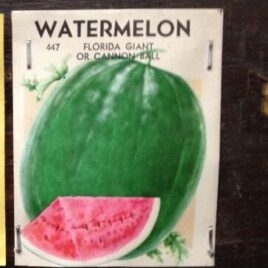 WATERMELON
447 FLORIDA GIANT
OR CANNON BALL